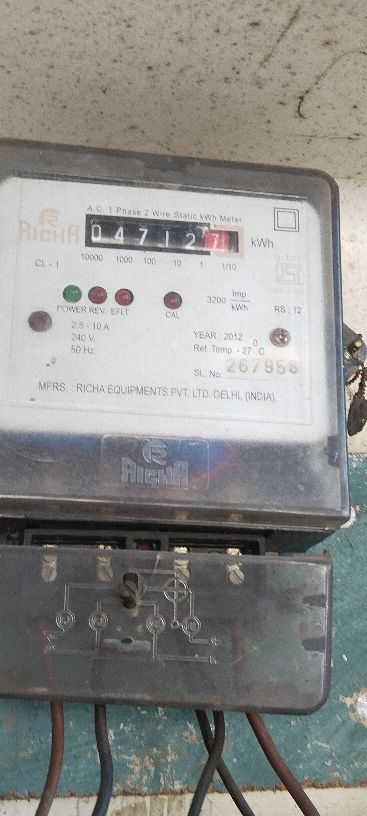 A.C. 1 Phase 2 Wire Static kWh Meter
RICHA
047127 kWh
CL - 1
10000 1000 100 10 1 1/10
POWER REV. EFLT CAL
3200 Imp/kWh
RS : 12
2.5 - 10 A
240 V.
50 Hz.
YEARː 2012
Ref. Temp. - 27 °C
SL. No. 267956
MFRS. : RICHA EQUIPMENTS PVT. LTD. DELHI, (INDIA).
RICHA